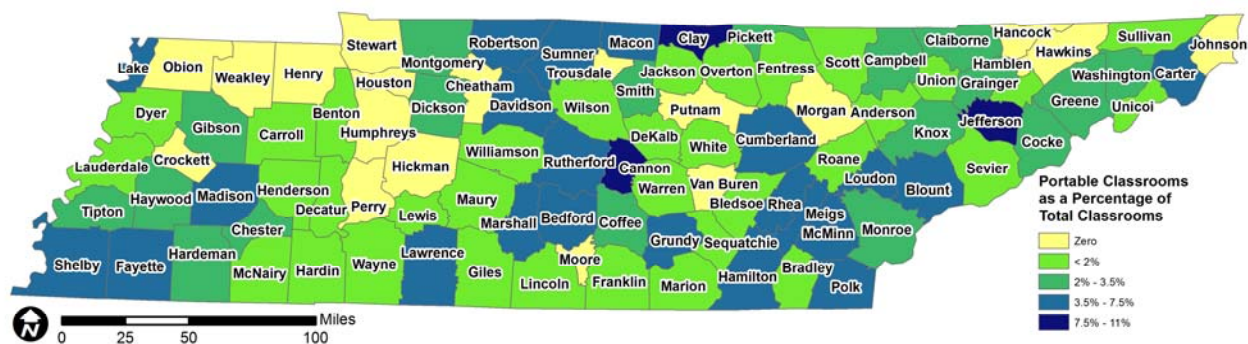 Stewart
Robertson
Sumner
Macon
Clay
Pickett
Claiborne
Hancock
Sullivan
Johnson
Lake
Obion
Weakley
Henry
Houston
Montgomery
Cheatham
Trousdale
Jackson
Overton
Fentress
Scott
Campbell
Union
Hamblen
Hawkins
Grainger
Washington
Carter
Dyer
Gibson
Carroll
Benton
Humphreys
Dickson
Davidson
Wilson
Smith
Putnam
Morgan
Anderson
Knox
Jefferson
Greene
Unicoi
Cocke
Lauderdale
Crockett
Haywood
Madison
Henderson
Decatur
Perry
Hickman
Williamson
Rutherford
DeKalb
Cannon
White
Cumberland
Roane
Loudon
Blount
Sevier
Tipton
Chester
Lewis
Maury
Marshall
Bedford
Coffee
Warren
Van Buren
Bledsoe
Rhea
Meigs
McMinn
Monroe
Shelby
Fayette
Hardeman
McNairy
Hardin
Wayne
Lawrence
Giles
Lincoln
Moore
Franklin
Grundy
Sequatchie
Marion
Hamilton
Bradley
Polk
Portable Classrooms
as a Percentage of
Total Classrooms
Zero
< 2%
2% - 3.5%
3.5% - 7.5%
7.5% - 11%
N
Miles
0 25 50 100